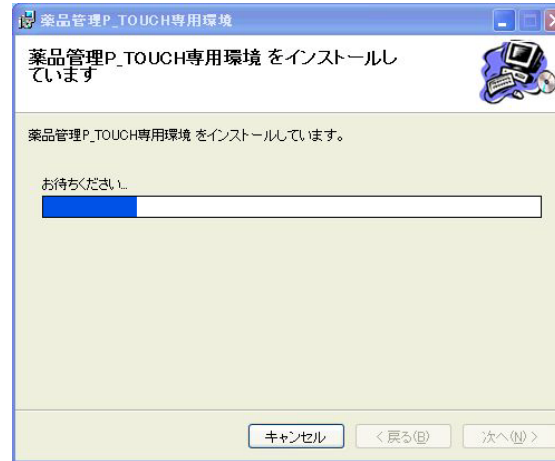 薬品管理P_TOUCH専用環境
薬品管理P_TOUCH専用環境 をインストールし
ています
薬品管理P_TOUCH専用環境 をインストールしています。
お待ちください...
キャンセル
< 戻る(B)
次へ(N) >